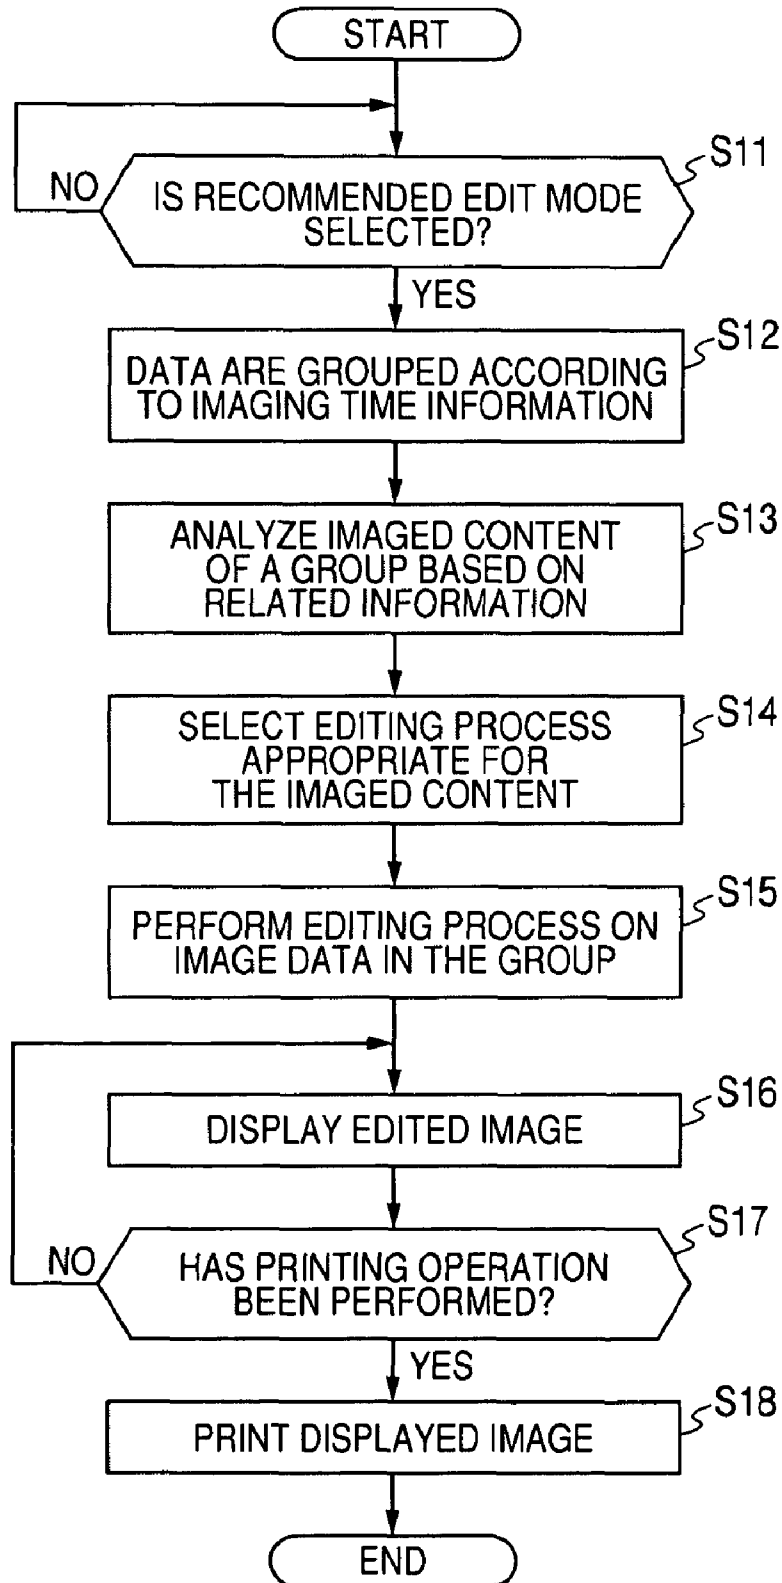 START
S11
NO
IS RECOMMENDED EDIT MODE
SELECTED?
YES
S12
DATA ARE GROUPED ACCORDING
TO IMAGING TIME INFORMATION
S13
ANALYZE IMAGED CONTENT
OF A GROUP BASED ON
RELATED INFORMATION
S14
SELECT EDITING PROCESS
APPROPRIATE FOR
THE IMAGED CONTENT
S15
PERFORM EDITING PROCESS ON
IMAGE DATA IN THE GROUP
S16
DISPLAY EDITED IMAGE
S17
NO
HAS PRINTING OPERATION
BEEN PERFORMED?
YES
S18
PRINT DISPLAYED IMAGE
END